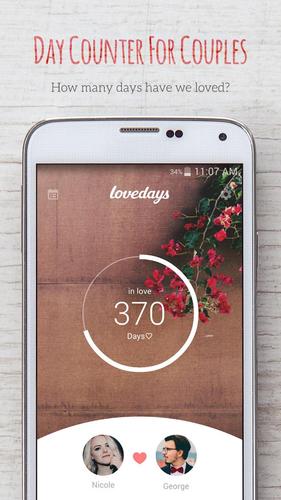 DAY COUNTER FOR COUPLES
How many days have we loved?
34% 11:07 AM
lovedays
in love
370
Days♡
Nicole
George